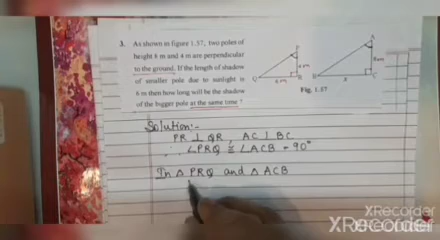 3. As shown in figure 1.57, two poles of
height 8 m and 4 m are perpendicular
to the ground. If the length of shadow
of smaller pole due to sunlight is
6 m then how long will be the shadow
of the bigger pole at the same time ?
P
4 m
Q
6 m
R
A
8 m
B
x
C
Fig. 1.57
Solution:-
PR ⊥ QR, AC ⊥ BC
∴ ∠PRQ ≅ ∠ACB = 90°
In △ PRQ and △ ACB
XRecorder
XRecorder